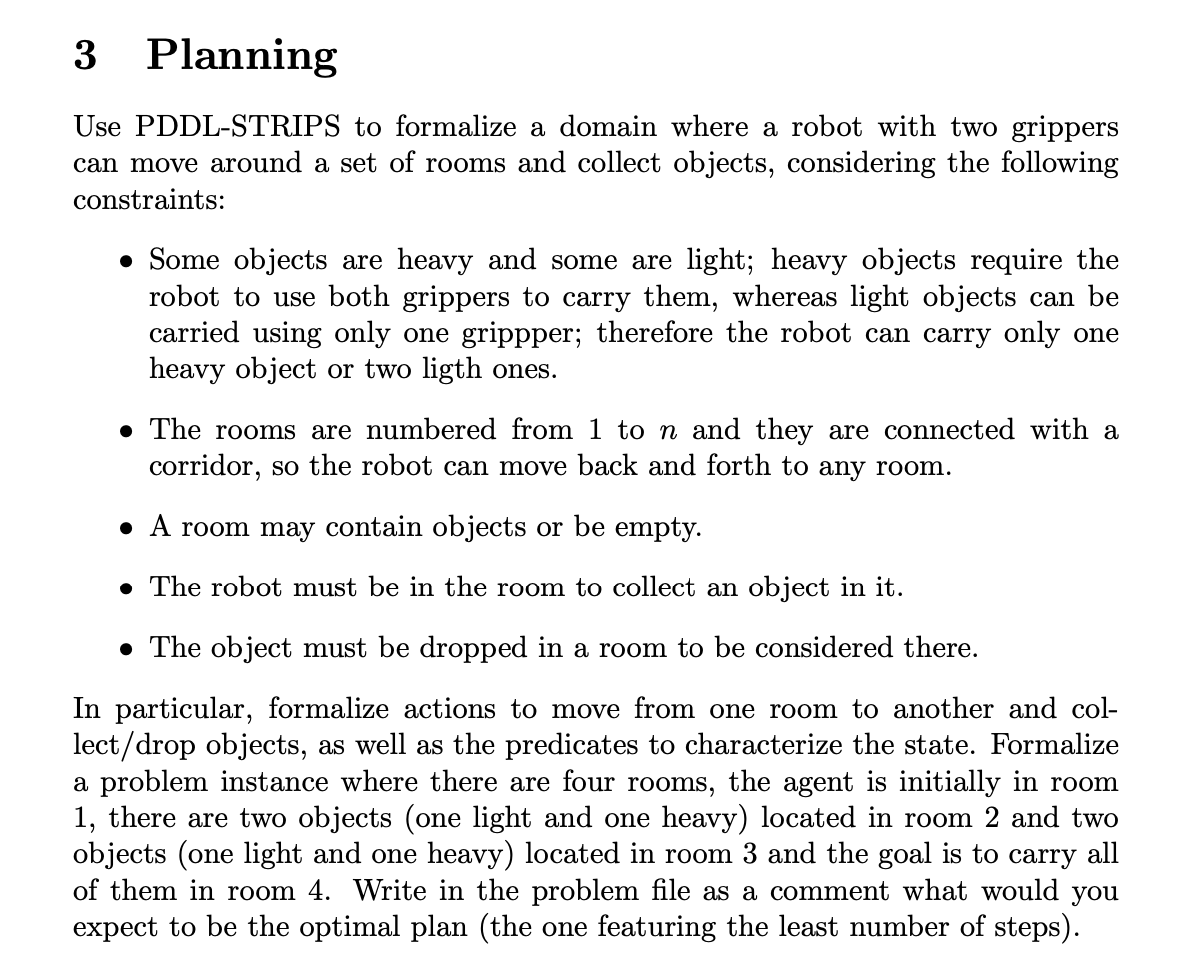 3 Planning
Use PDDL-STRIPS to formalize a domain where a robot with two grippers
can move around a set of rooms and collect objects, considering the following
constraints:
• Some objects are heavy and some are light; heavy objects require the
robot to use both grippers to carry them, whereas light objects can be
carried using only one grippper; therefore the robot can carry only one
heavy object or two ligth ones.
• The rooms are numbered from 1 to n and they are connected with a
corridor, so the robot can move back and forth to any room.
• A room may contain objects or be empty.
• The robot must be in the room to collect an object in it.
• The object must be dropped in a room to be considered there.
In particular, formalize actions to move from one room to another and col-
lect/drop objects, as well as the predicates to characterize the state. Formalize
a problem instance where there are four rooms, the agent is initially in room
1, there are two objects (one light and one heavy) located in room 2 and two
objects (one light and one heavy) located in room 3 and the goal is to carry all
of them in room 4. Write in the problem file as a comment what would you
expect to be the optimal plan (the one featuring the least number of steps).